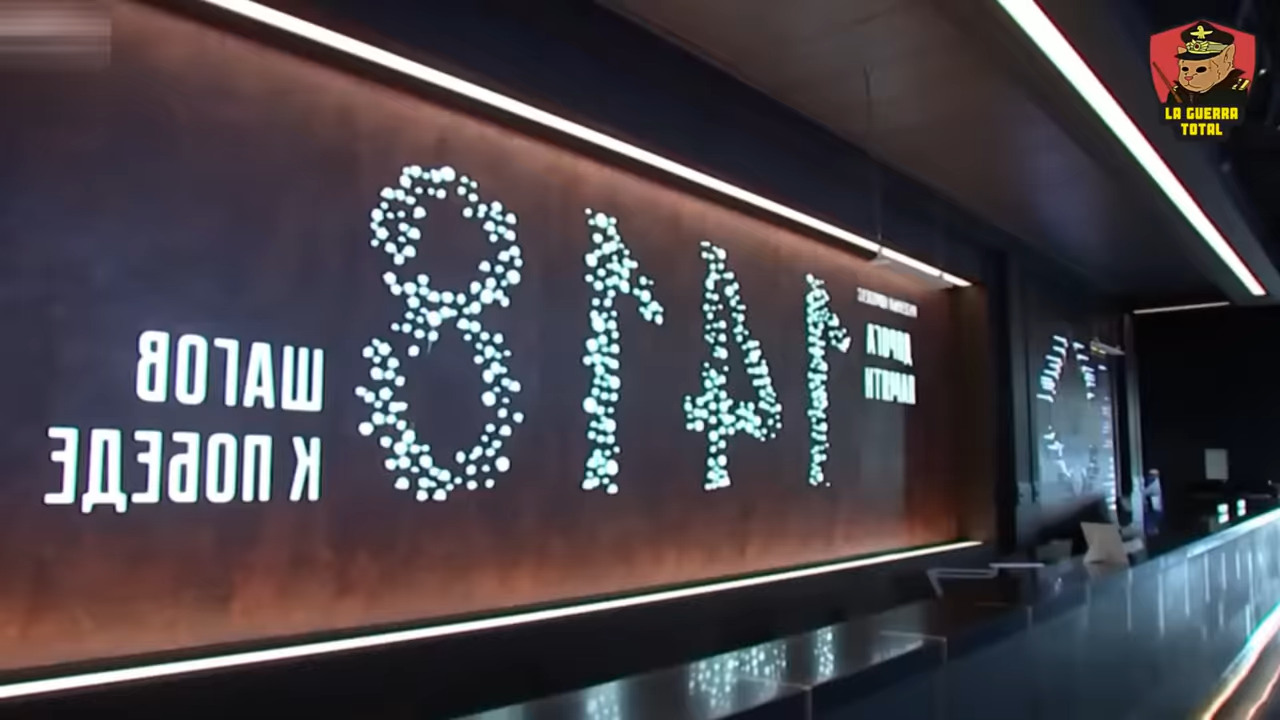 ДОРОГА
ПАМЯТИ
1418
ШАГОВ
К ПОБЕДЕ
LA GUERRA
TOTAL